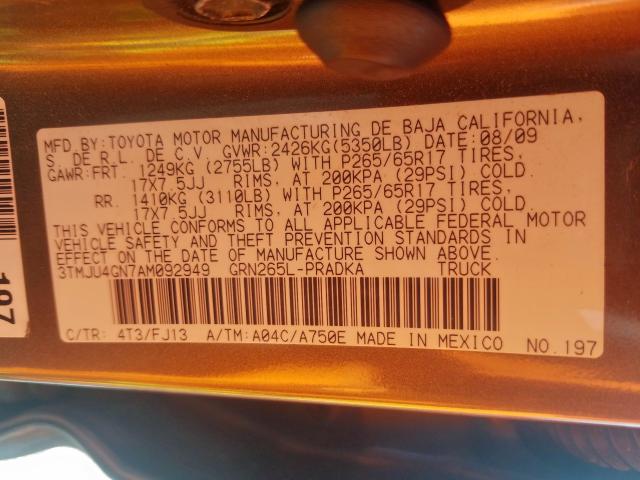 MFD.BY:TOYOTA MOTOR MANUFACTURING DE BAJA CALIFORNIA,
S. DE R.L. DE C.V. GVWR:2426KG(5350LB) DATE:08/09
GAWR:FRT. 1249KG (2755LB) WITH P265/65R17 TIRES,
17X7.5JJ RIMS, AT 200KPA (29PSI) COLD.
RR. 1410KG (3110LB) WITH P265/65R17 TIRES,
17X7.5JJ RIMS, AT 200KPA (29PSI) COLD.
THIS VEHICLE CONFORMS TO ALL APPLICABLE FEDERAL MOTOR
VEHICLE SAFETY AND THEFT PREVENTION STANDARDS IN
EFFECT ON THE DATE OF MANUFACTURE SHOWN ABOVE.
3TMJU4GN7AM092949 GRN265L-PRADKA TRUCK
C/TR: 4T3/FJ13 A/TM:A04C/A750E MADE IN MEXICO NO.197
197